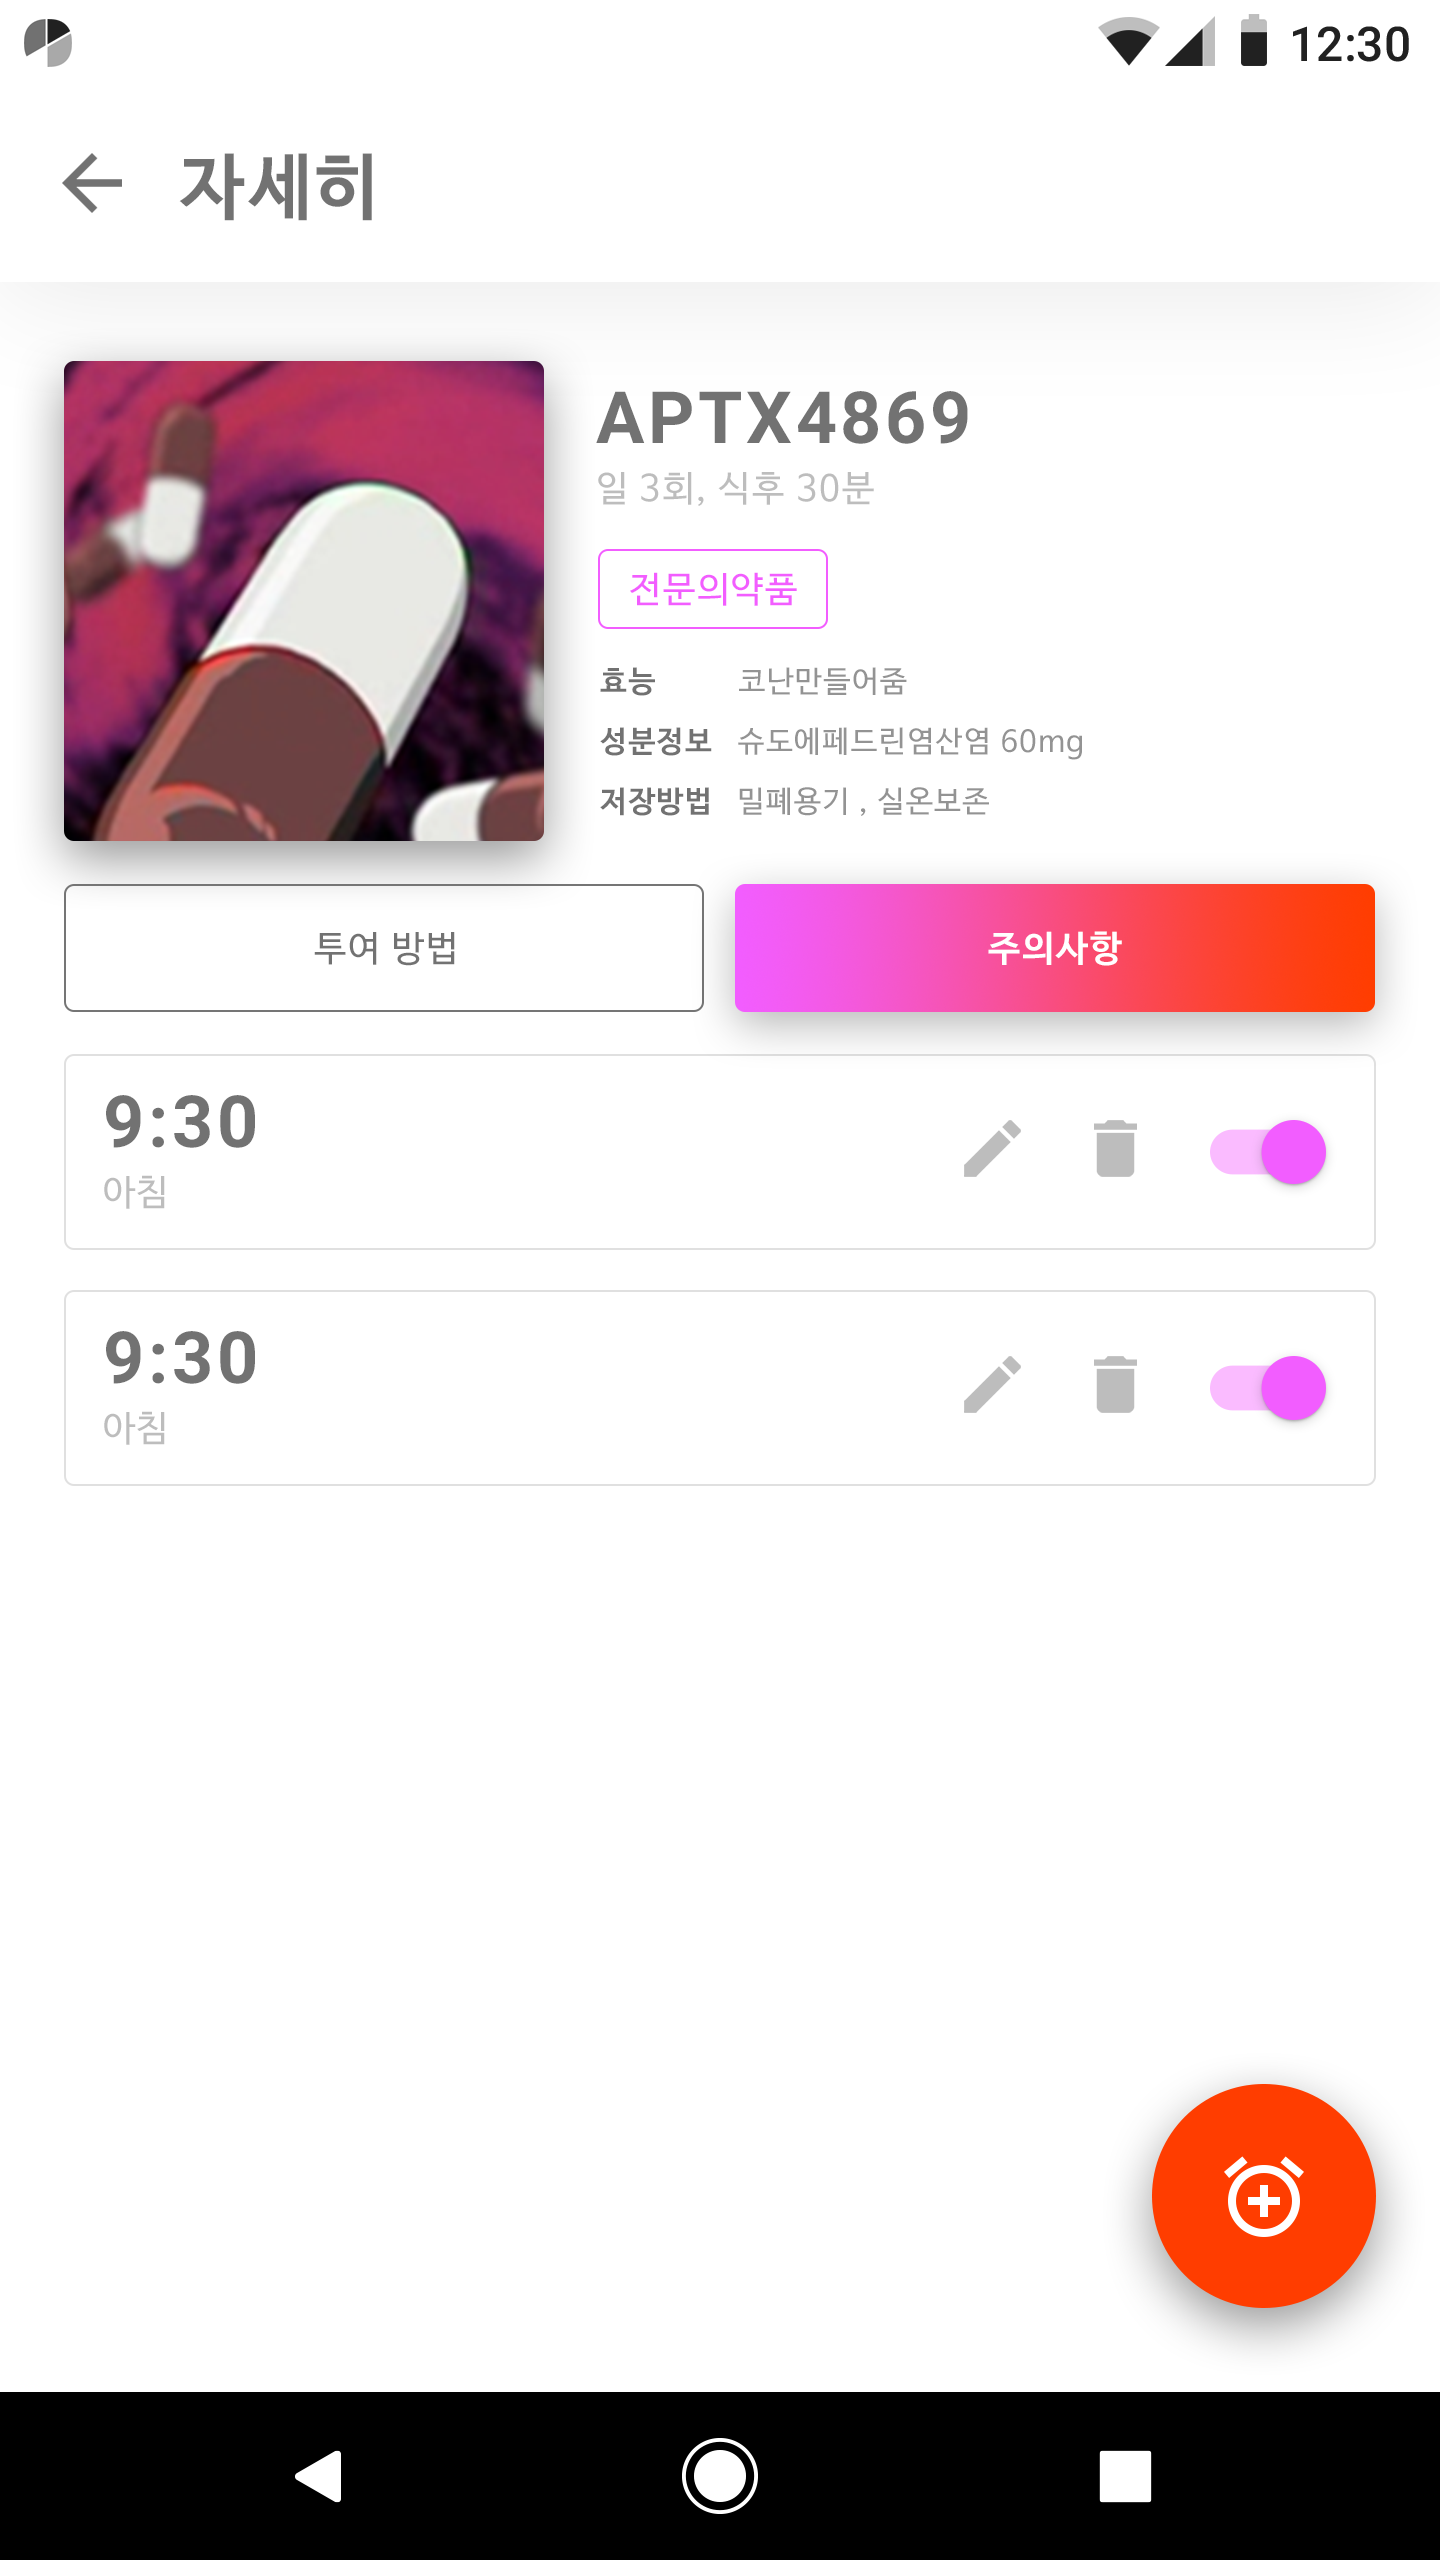 12:30
자세히
APTX4869
일 3회, 식후 30분
전문의약품
효능 코난만들어줌
성분정보 슈도에페드린염산염 60mg
저장방법 밀폐용기 , 실온보존
투여 방법
주의사항
9:30
아침
9:30
아침